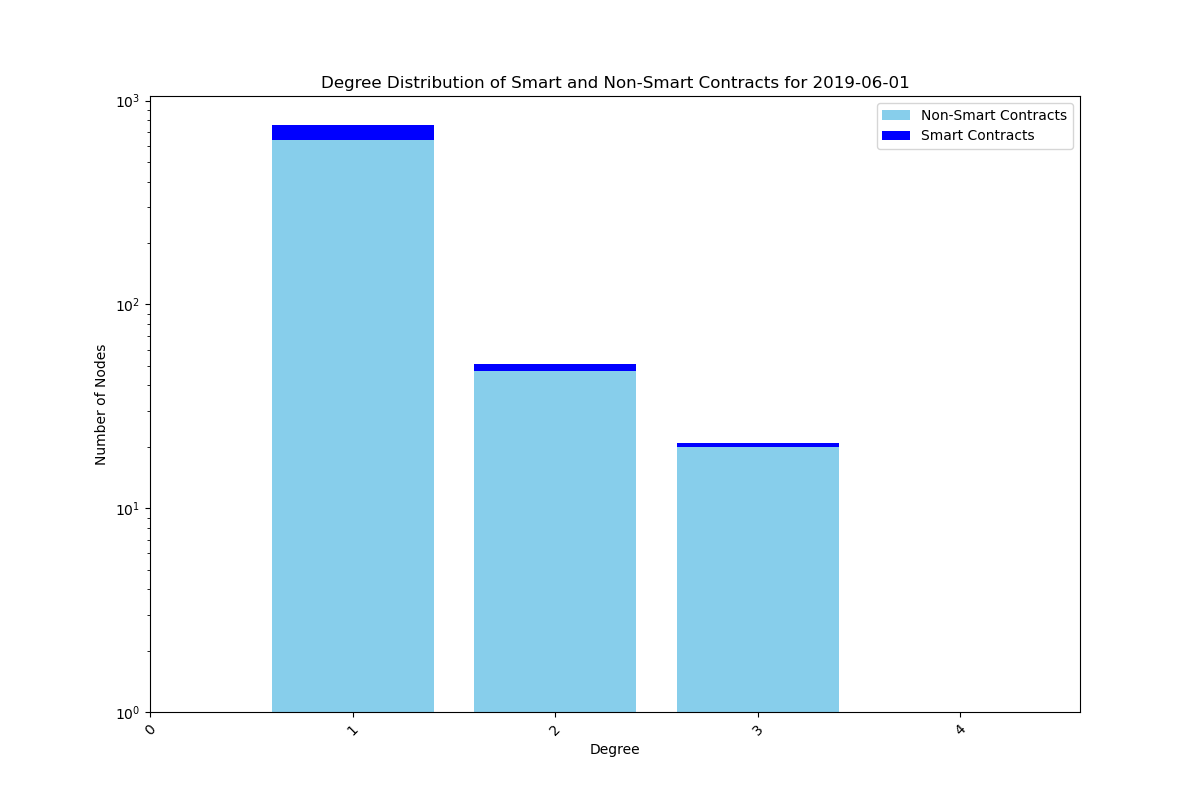 Degree Distribution of Smart and Non-Smart Contracts for 2019-06-01
Non-Smart Contracts
Smart Contracts
10³
10²
10¹
10⁰
Number of Nodes
0 1 2 3 4
Degree